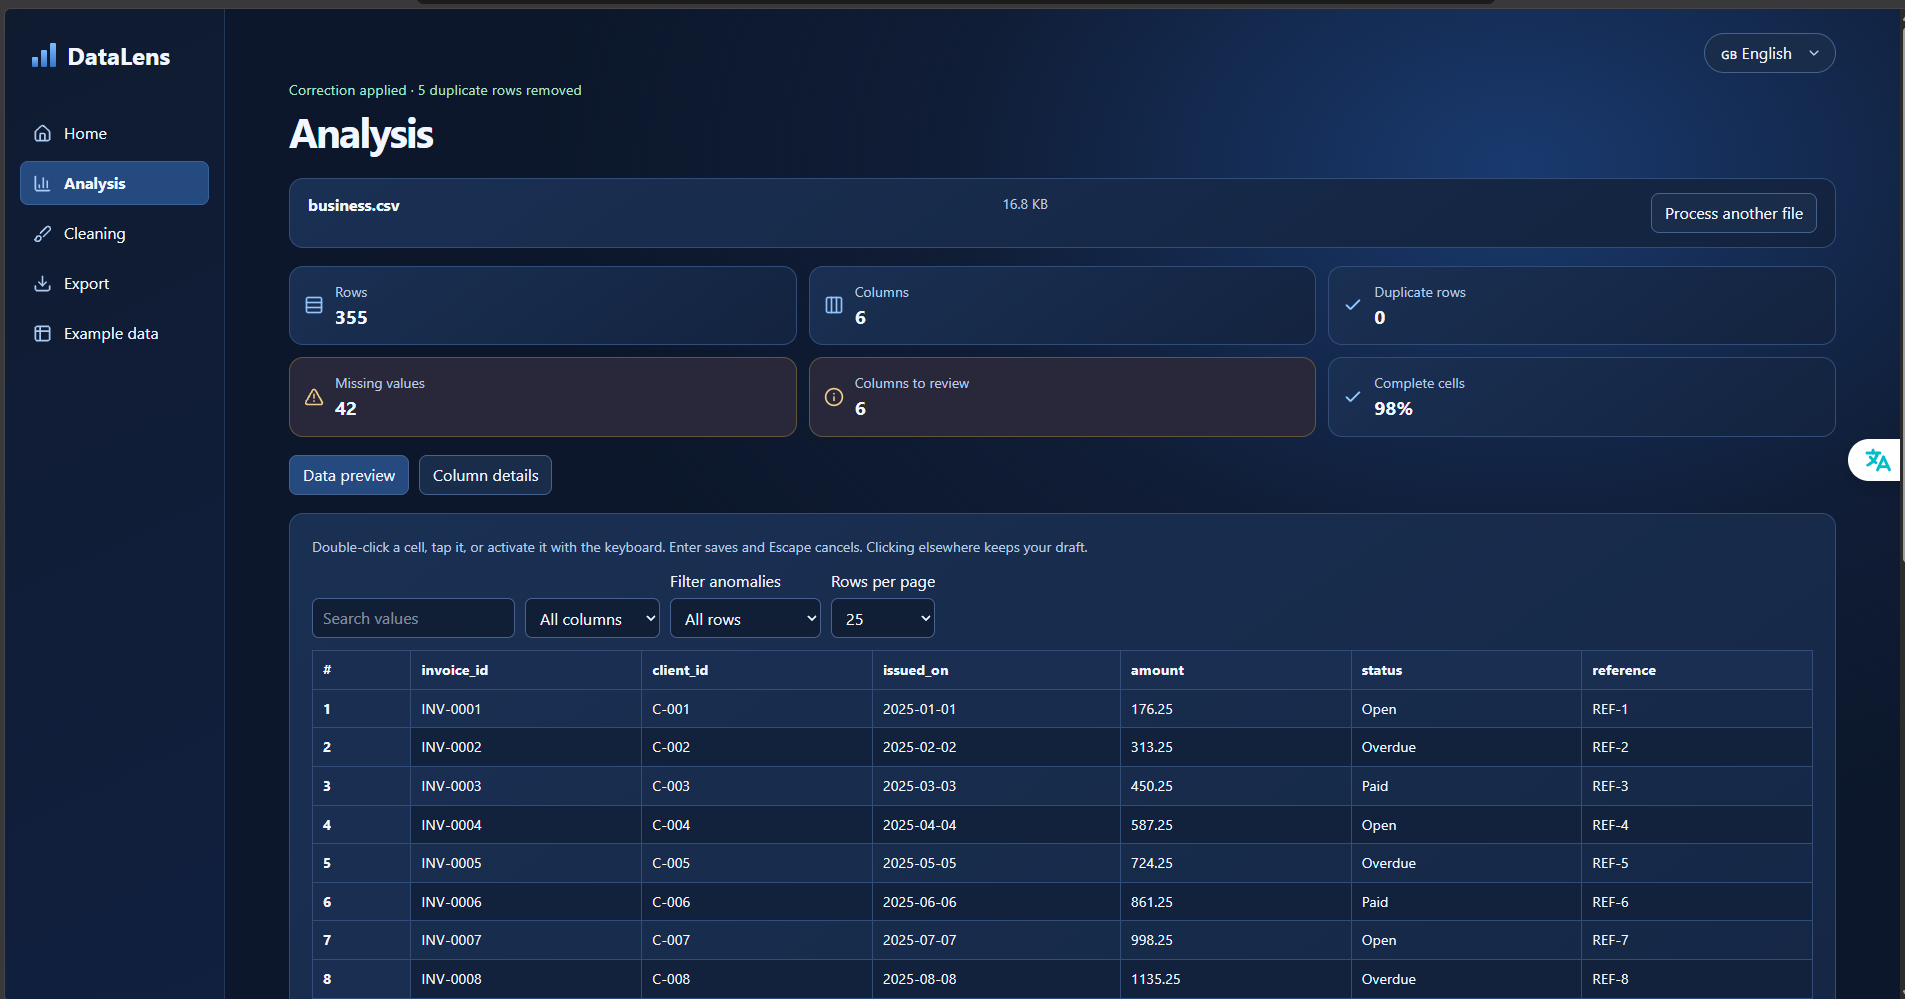 DataLens
GB English
Home
Analysis
Cleaning
Export
Example data
Correction applied · 5 duplicate rows removed
Analysis
business.csv
16.8 KB
Process another file
Rows
355
Columns
6
Duplicate rows
0
Missing values
42
Columns to review
6
Complete cells
98%
Data preview
Column details
Double-click a cell, tap it, or activate it with the keyboard. Enter saves and Escape cancels. Clicking elsewhere keeps your draft.
Filter anomalies
Rows per page
Search values
All columns
All rows
25
# invoice_id client_id issued_on amount status reference
1 INV-0001 C-001 2025-01-01 176.25 Open REF-1
2 INV-0002 C-002 2025-02-02 313.25 Overdue REF-2
3 INV-0003 C-003 2025-03-03 450.25 Paid REF-3
4 INV-0004 C-004 2025-04-04 587.25 Open REF-4
5 INV-0005 C-005 2025-05-05 724.25 Overdue REF-5
6 INV-0006 C-006 2025-06-06 861.25 Paid REF-6
7 INV-0007 C-007 2025-07-07 998.25 Open REF-7
8 INV-0008 C-008 2025-08-08 1135.25 Overdue REF-8